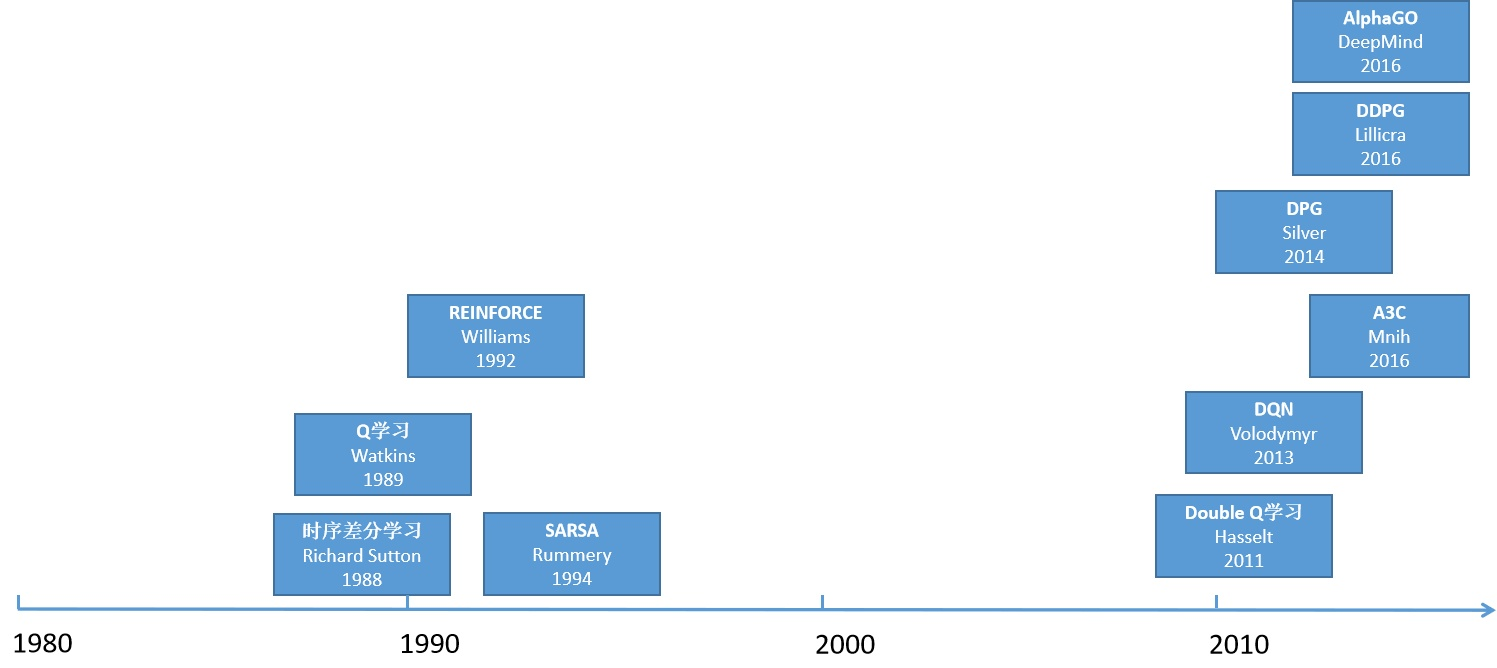 AlphaGO
DeepMind
2016
DDPG
Lillicra
2016
DPG
Silver
2014
REINFORCE
Williams
1992
A3C
Mnih
2016
Q学习
Watkins
1989
DQN
Volodymyr
2013
时序差分学习
Richard Sutton
1988
SARSA
Rummery
1994
Double Q学习
Hasselt
2011
1980
1990
2000
2010